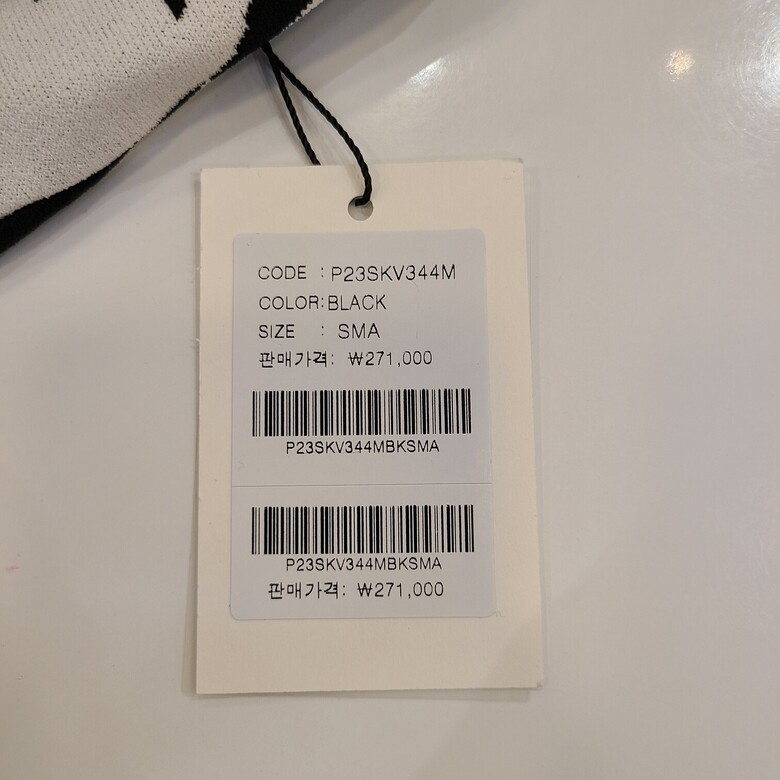 CODE : P23SKV344M
COLOR:BLACK
SIZE : SMA
판매가격: ₩271,000
P23SKV344MBKSMA
P23SKV344MBKSMA
판매가격: ₩271,000